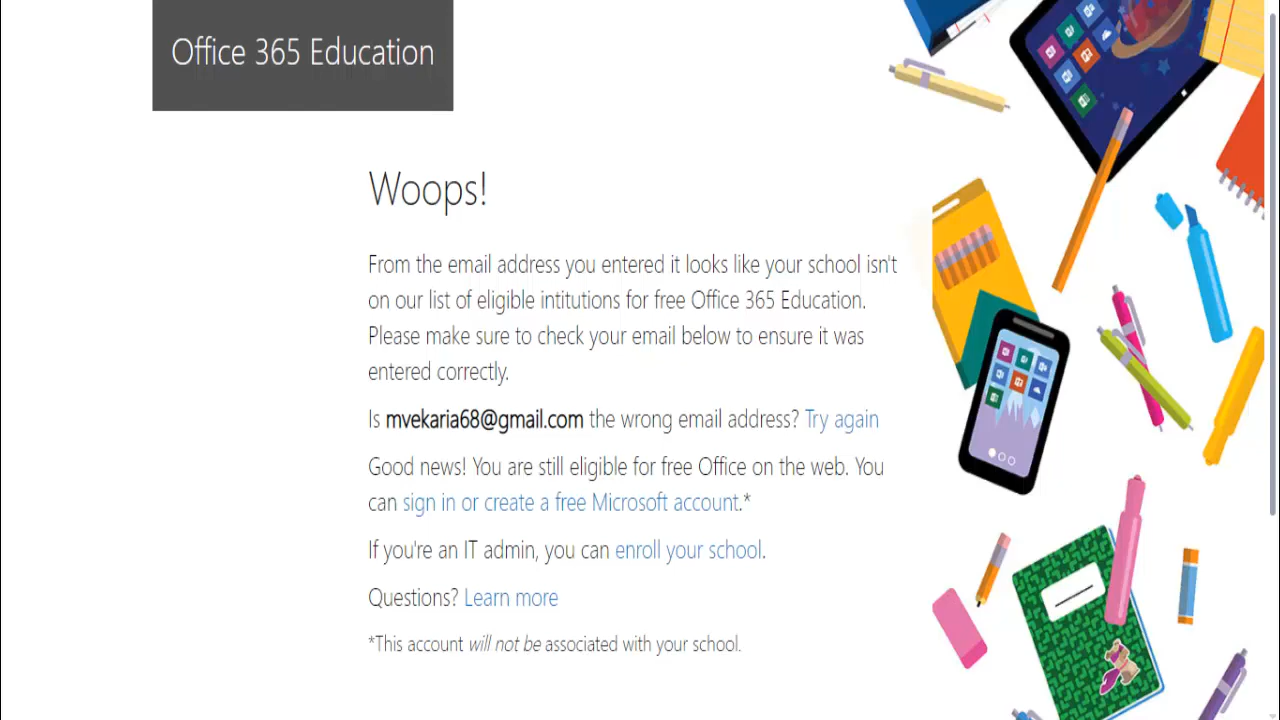 Office 365 Education
Woops!
From the email address you entered it looks like your school isn't
on our list of eligible intitutions for free Office 365 Education.
Please make sure to check your email below to ensure it was
entered correctly.
Is mvekaria68@gmail.com the wrong email address? Try again
Good news! You are still eligible for free Office on the web. You
can sign in or create a free Microsoft account.*
If you're an IT admin, you can enroll your school.
Questions? Learn more
*This account will not be associated with your school.